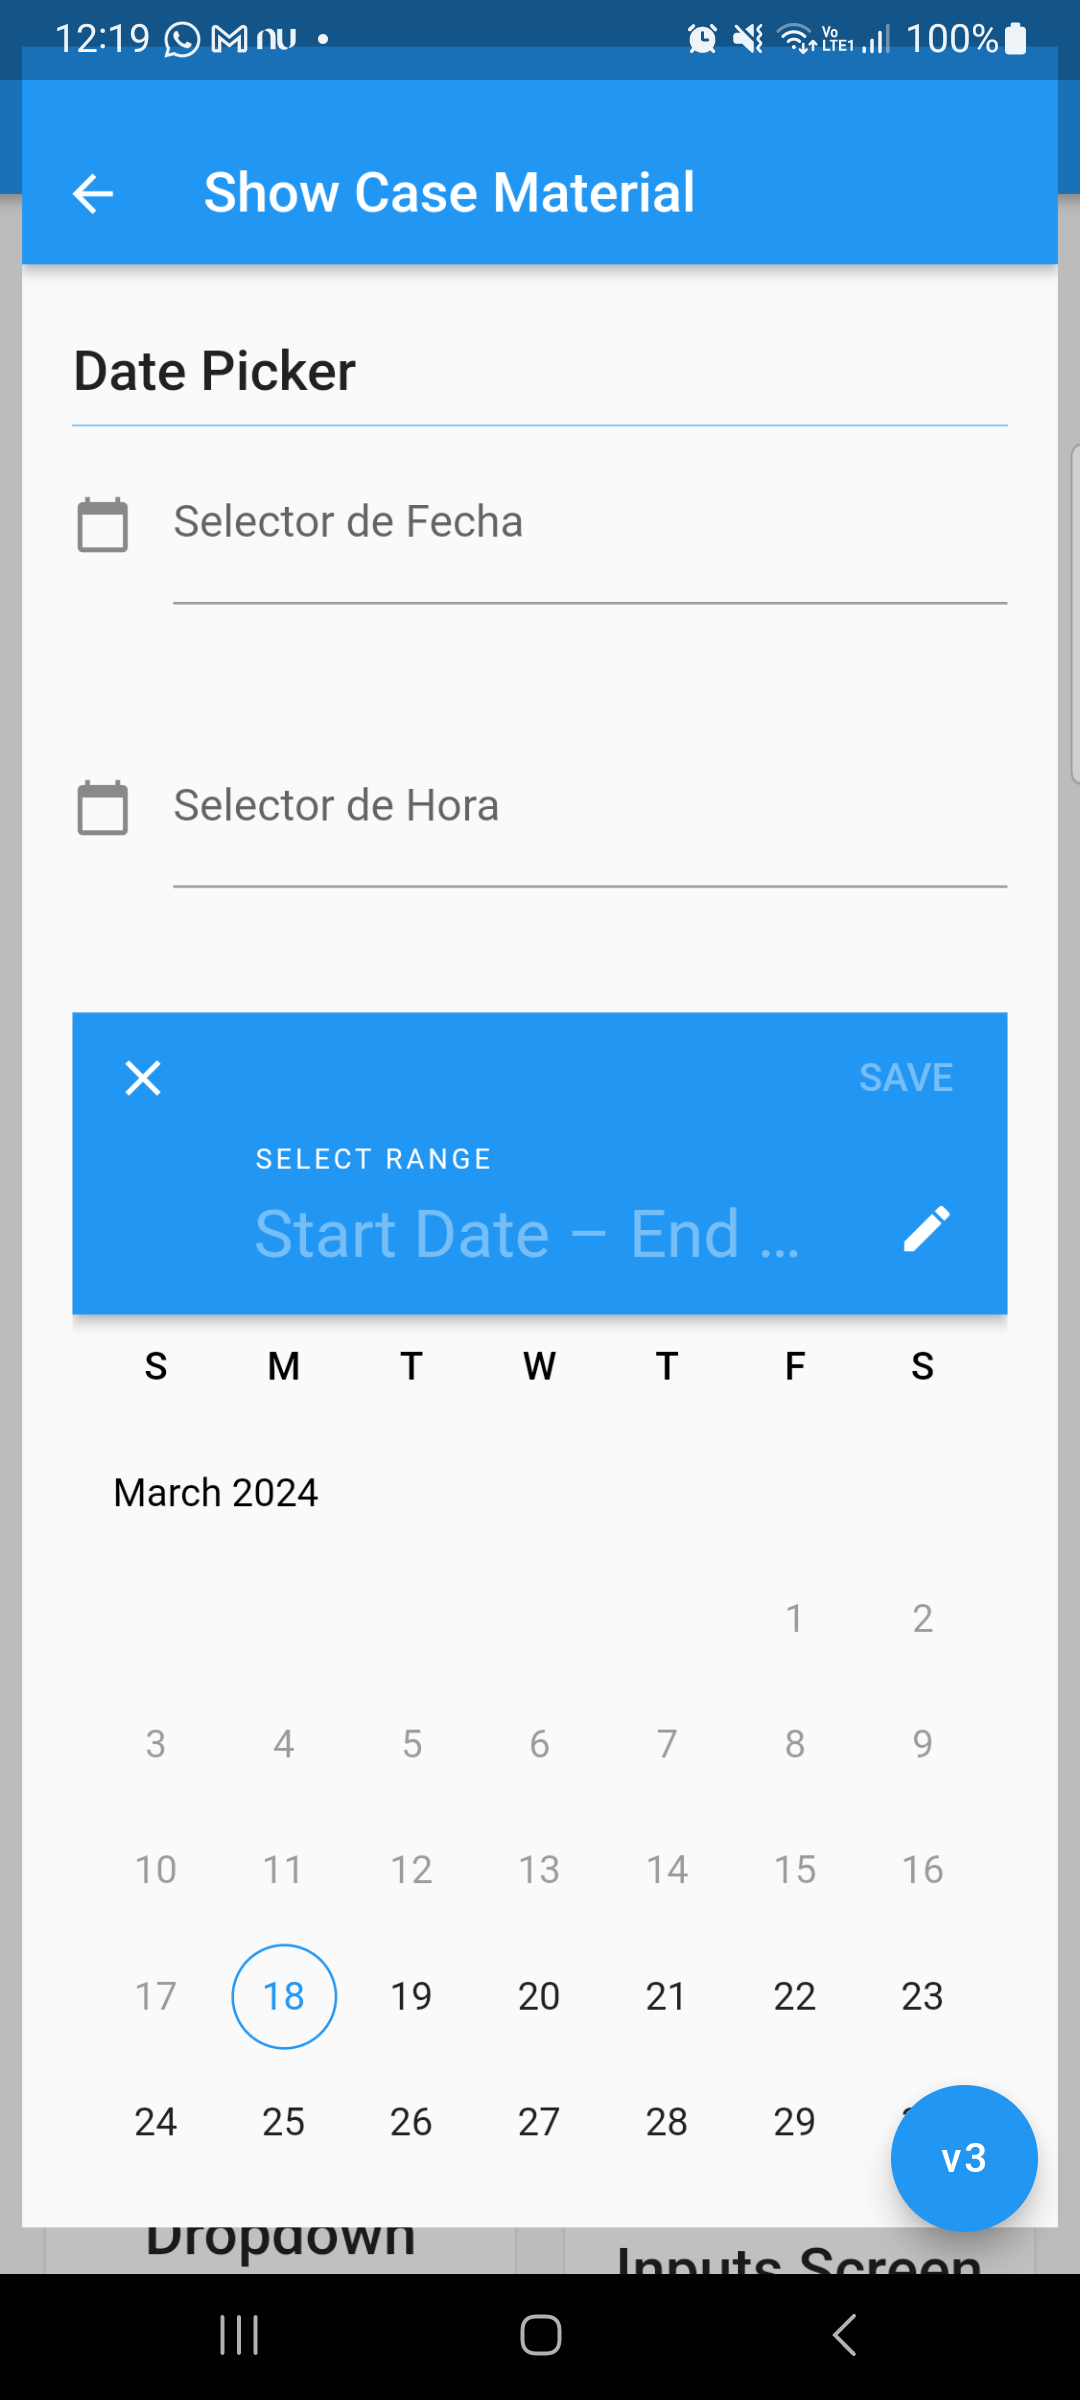 12:19 nu Vo LTE1 100%
Show Case Material
Date Picker
Selector de Fecha
Selector de Hora
SAVE
SELECT RANGE
Start Date – End ...
S M T W T F S
March 2024
1 2
3 4 5 6 7 8 9
10 11 12 13 14 15 16
17 18 19 20 21 22 23
24 25 26 27 28 29
v3
Dropdown
Inputs Screen